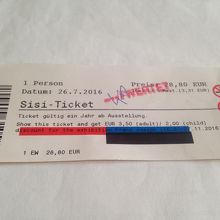 1 Person Preis: 28,80 EUR
Datum: 26.7.2016
Sisi-Ticket
Ticket gültig ein Jahr ab Ausstellung.
Show this ticket and get EUR 3,50 (adult)/ 2,00 (child)
discount for the exhibition 11.2016
1 EW 28,80 EUR